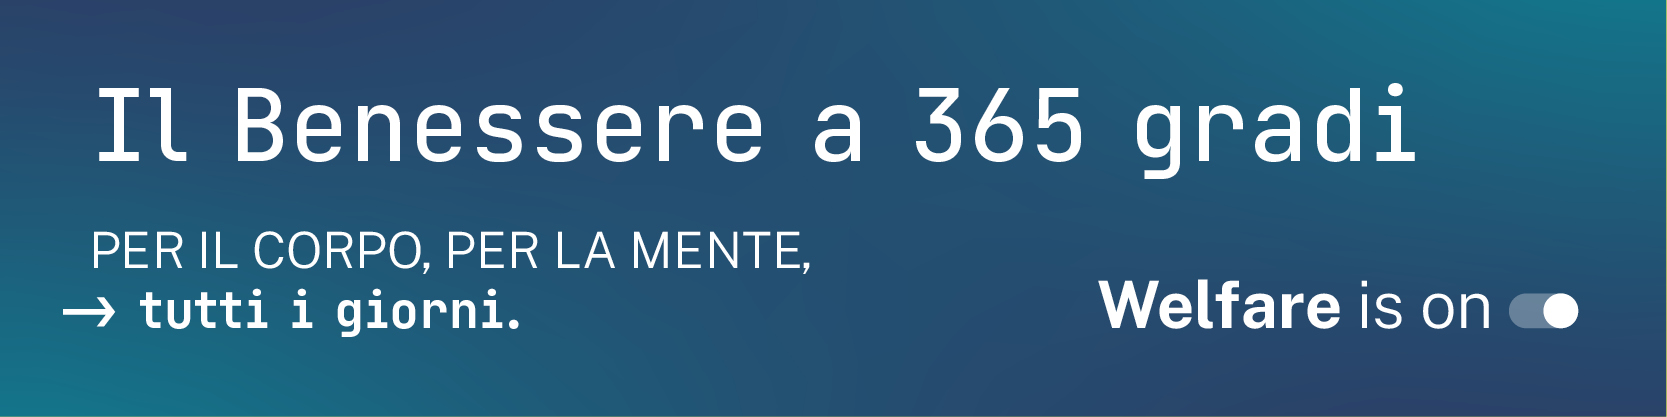 Il Benessere a 365 gradi
PER IL CORPO, PER LA MENTE,
→ tutti i giorni.
Welfare is on